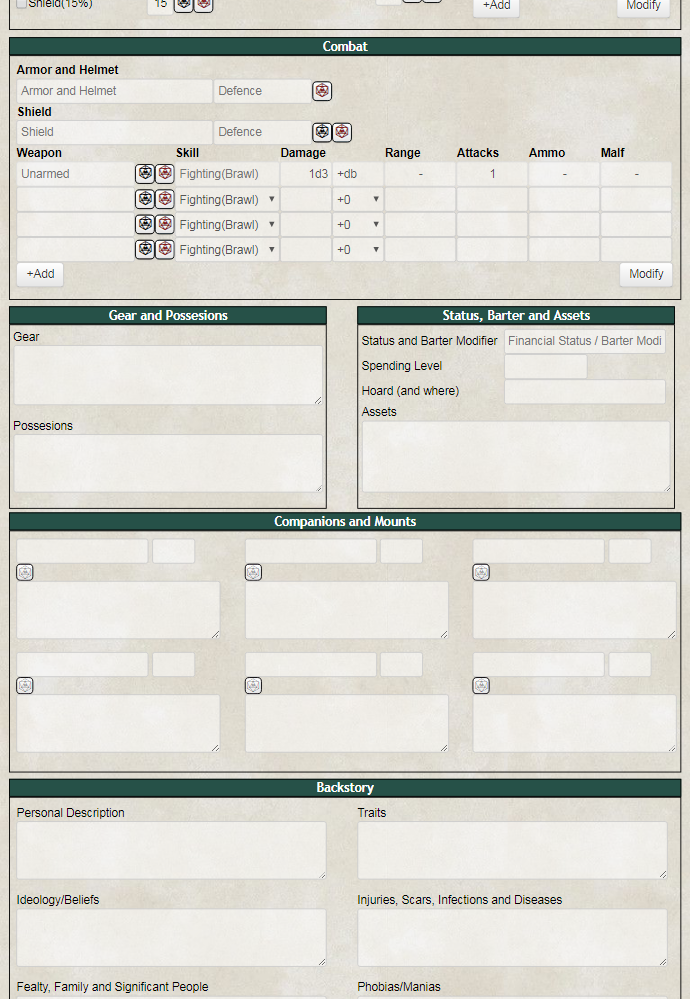 Shield(15%) 15 +Add Modify
Combat
Armor and Helmet
Armor and Helmet Defence
Shield
Shield Defence
Weapon Skill Damage Range Attacks Ammo Malf
Unarmed Fighting(Brawl) 1d3 +db - 1 - -
Fighting(Brawl) +0
Fighting(Brawl) +0
Fighting(Brawl) +0
+Add Modify
Gear and Possesions
Gear
Possesions
Status, Barter and Assets
Status and Barter Modifier Financial Status / Barter Modi
Spending Level
Hoard (and where)
Assets
Companions and Mounts
Backstory
Personal Description Traits
Ideology/Beliefs Injuries, Scars, Infections and Diseases
Fealty, Family and Significant People Phobias/Manias